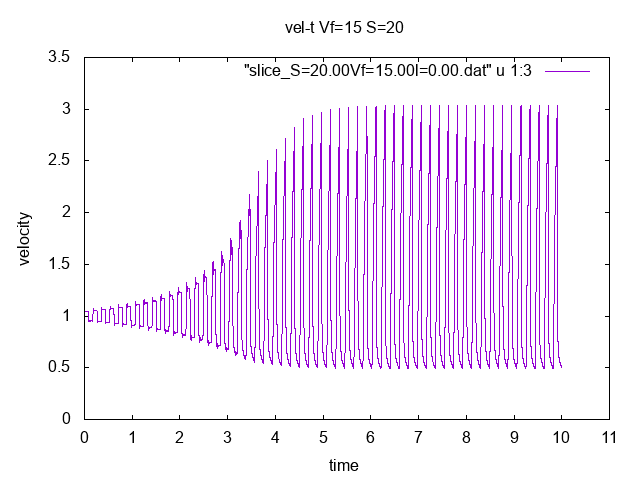 vel-t Vf=15 S=20
"slice_S=20.00Vf=15.00I=0.00.dat" u 1:3
3.5
3
2.5
2
1.5
1
0.5
0
velocity
0 1 2 3 4 5 6 7 8 9 10 11
time